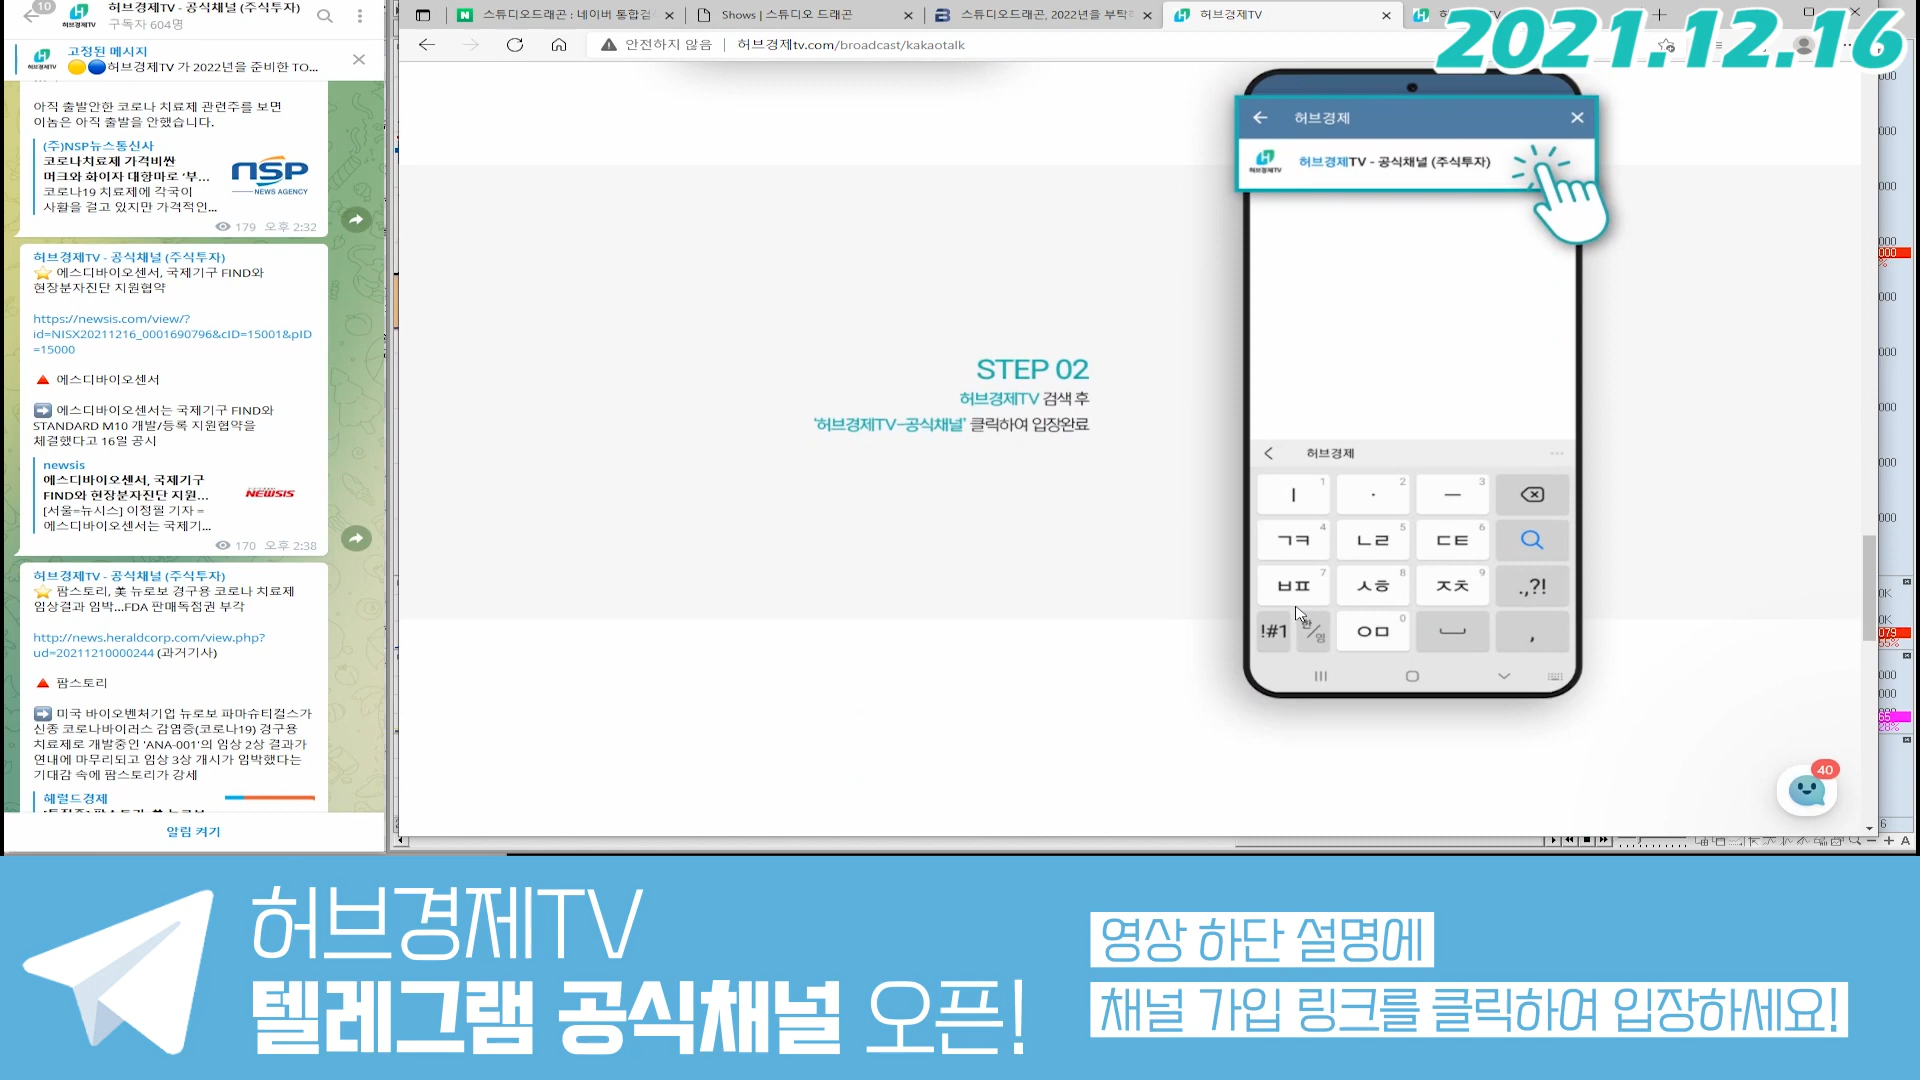 10
허브경제TV - 공식채널 (주식투자)
구독자 604명
고정된 메시지
허브경제TV 가 2022년을 준비한 TO...
아직 출발안한 코로나 치료제 관련주를 보면
이놈은 아직 출발을 안했습니다.
(주)NSP뉴스통신사
코로나치료제 가격비싼
머크와 화이자 대항마로 ‘부...
코로나19 치료제에 각국이
사활을 걸고 있지만 가격적인...
NSP
NEWS AGENCY
179 오후 2:32
허브경제TV - 공식채널 (주식투자)
에스디바이오센서, 국제기구 FIND와
현장분자진단 지원협약
https://newsis.com/view/?
id=NISX20211216_0001690796&cID=15001&pID
=15000
에스디바이오센서
에스디바이오센서는 국제기구 FIND와
STANDARD M10 개발/등록 지원협약을
체결했다고 16일 공시
newsis
에스디바이오센서, 국제기구
FIND와 현장분자진단 지원...
[서울=뉴시스] 이정필 기자 =
에스디바이오센서는 국제기...
NEWSIS
170 오후 2:38
허브경제TV - 공식채널 (주식투자)
팜스토리, 美 뉴로보 경구용 코로나 치료제
임상결과 임박...FDA 판매독점권 부각
http://news.heraldcorp.com/view.php?
ud=20211210000244 (과거기사)
팜스토리
미국 바이오벤처기업 뉴로보 파마슈티컬스가
신종 코로나바이러스 감염증(코로나19) 경구용
치료제로 개발중인 'ANA-001'의 임상 2상 결과가
연내에 마무리되고 임상 3상 개시가 임박했다는
기대감 속에 팜스토리가 강세
헤럴드경제
알림 켜기
스튜디오드래곤 : 네이버 통합검
Shows | 스튜디오 드래곤
스튜디오드래곤, 2022년을 부탁
허브경제TV
안전하지 않음 | 허브경제tv.com/broadcast/kakaotalk
2021.12.16
STEP 02
허브경제TV 검색 후
‘허브경제TV-공식채널’ 클릭하여 입장완료
허브경제
허브경제TV - 공식채널 (주식투자)
허브경제
ㅣ 1 · 2 ㅡ 3
ㄱㅋ 4 ㄴㄹ 5 ㄷㅌ 6
ㅂㅍ 7 ㅅㅎ 8 ㅈㅊ 9 .,?!
!#1 한/영 ㅇㅁ 0 ,
40
허브경제TV
텔레그램 공식채널 오픈!
영상 하단 설명에
채널 가입 링크를 클릭하여 입장하세요!